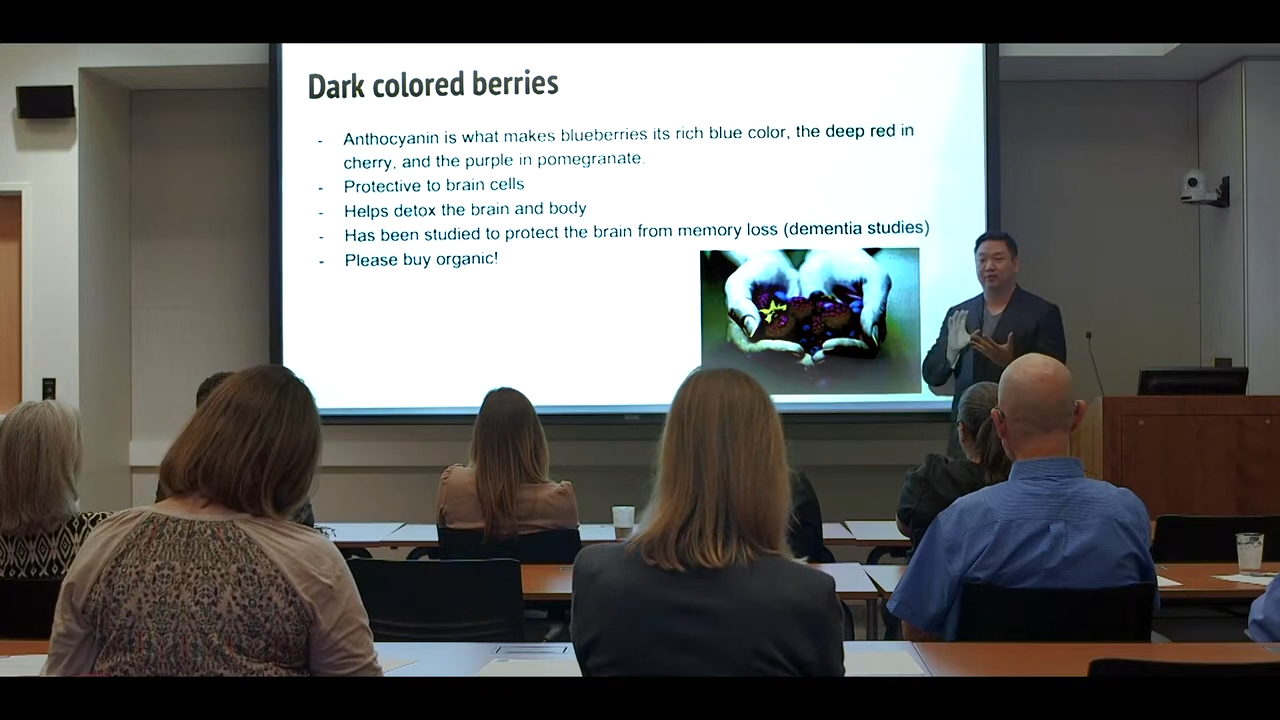 Dark colored berries
- Anthocyanin is what makes blueberries its rich blue color, the deep red in
cherry, and the purple in pomegranate.
- Protective to brain cells
- Helps detox the brain and body
- Has been studied to protect the brain from memory loss (dementia studies)
- Please buy organic!